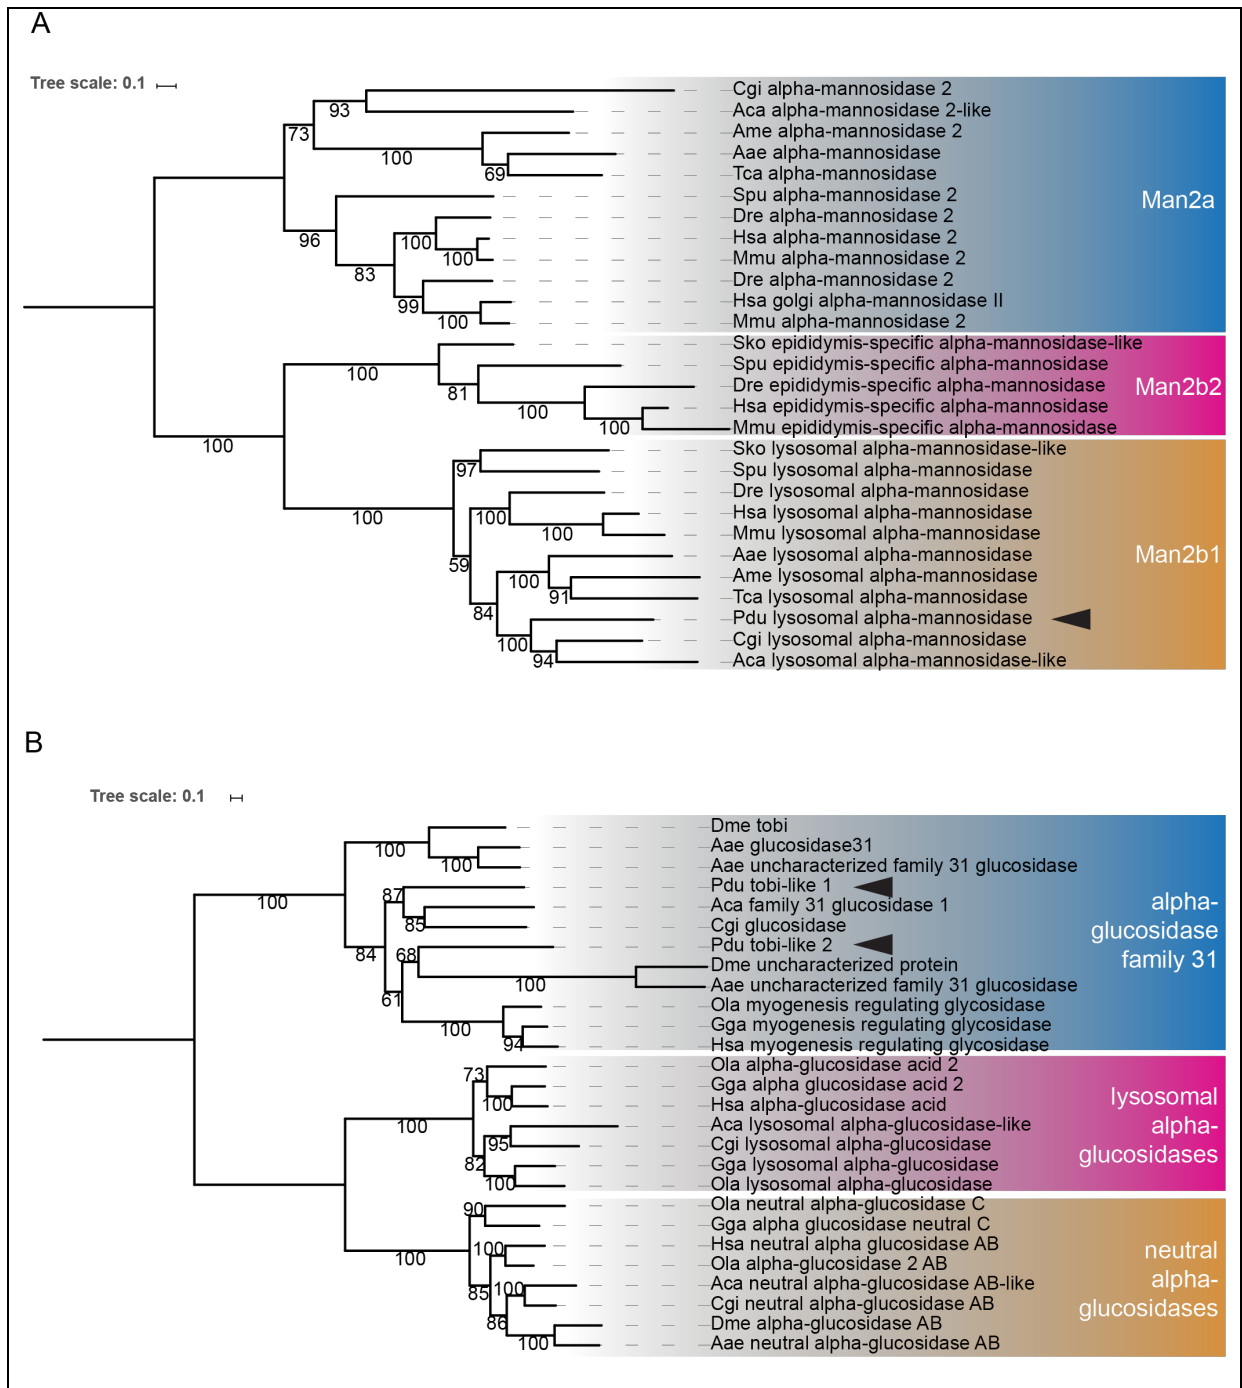 A
Tree scale: 0.1
Cgi alpha-mannosidase 2
93
Aca alpha-mannosidase 2-like
73
Ame alpha-mannosidase 2
100
Aae alpha-mannosidase
69
Tca alpha-mannosidase
Spu alpha-mannosidase 2
Man2a
Dre alpha-mannosidase 2
96
100
Hsa alpha-mannosidase 2
100
Mmu alpha-mannosidase 2
83
Dre alpha-mannosidase 2
99
Hsa golgi alpha-mannosidase II
100
Mmu alpha-mannosidase 2
Sko epididymis-specific alpha-mannosidase-like
100
Spu epididymis-specific alpha-mannosidase
81
Dre epididymis-specific alpha-mannosidase
Man2b2
100
Hsa epididymis-specific alpha-mannosidase
100
Mmu epididymis-specific alpha-mannosidase
100
Sko lysosomal alpha-mannosidase-like
97
Spu lysosomal alpha-mannosidase
Dre lysosomal alpha-mannosidase
100
100
Hsa lysosomal alpha-mannosidase
100
Mmu lysosomal alpha-mannosidase
Aae lysosomal alpha-mannosidase
Man2b1
59
100
Ame lysosomal alpha-mannosidase
91
Tca lysosomal alpha-mannosidase
84
Pdu lysosomal alpha-mannosidase
100
Cgi lysosomal alpha-mannosidase
94
Aca lysosomal alpha-mannosidase-like
B
Tree scale: 0.1
Dme tobi
100
Aae glucosidase31
100
Aae uncharacterized family 31 glucosidase
Pdu tobi-like 1
87
100
Aca family 31 glucosidase 1
85
Cgi glucosidase
alpha-
glucosidase
family 31
Pdu tobi-like 2
84
68
Dme uncharacterized protein
100
Aae uncharacterized family 31 glucosidase
61
Ola myogenesis regulating glycosidase
100
Gga myogenesis regulating glycosidase
94
Hsa myogenesis regulating glycosidase
Ola alpha-glucosidase acid 2
73
Gga alpha glucosidase acid 2
100
Hsa alpha-glucosidase acid
100
Aca lysosomal alpha-glucosidase-like
95
Cgi lysosomal alpha-glucosidase
lysosomal
alpha-
glucosidases
82
Gga lysosomal alpha-glucosidase
100
Ola lysosomal alpha-glucosidase
Ola neutral alpha-glucosidase C
90
Gga alpha glucosidase neutral C
100
Hsa neutral alpha glucosidase AB
100
Ola alpha-glucosidase 2 AB
neutral
alpha-
glucosidases
85
100
Aca neutral alpha-glucosidase AB-like
Cgi neutral alpha-glucosidase AB
86
Dme alpha-glucosidase AB
100
Aae neutral alpha-glucosidase AB